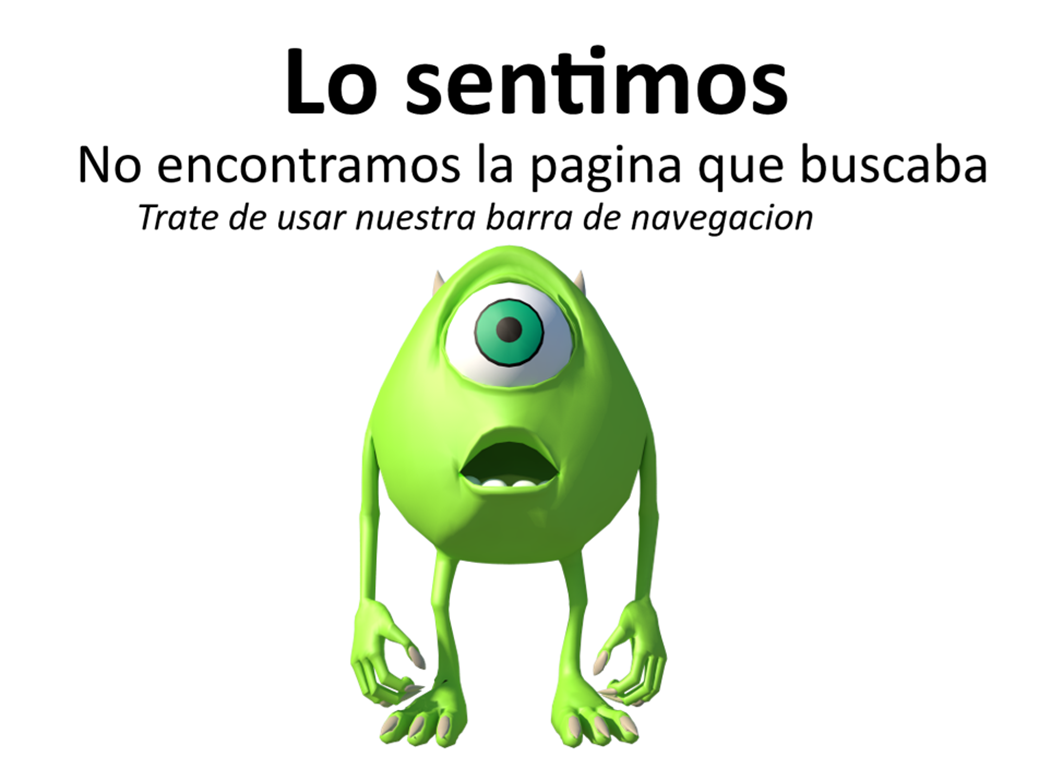 Lo sentimos
No encontramos la pagina que buscaba
Trate de usar nuestra barra de navegacion